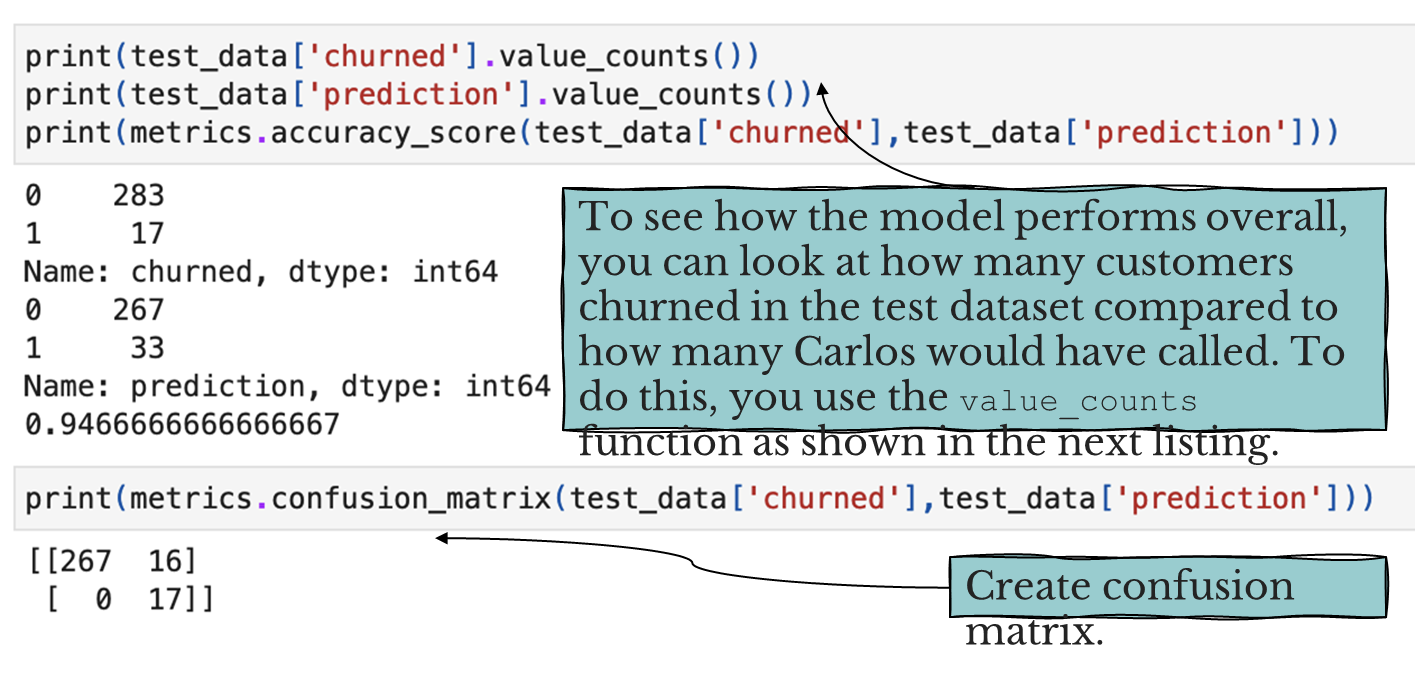 print(test_data['churned'].value_counts())
print(test_data['prediction'].value_counts())
print(metrics.accuracy_score(test_data['churned'],test_data['prediction']))
0     283
1      17
Name: churned, dtype: int64
0     267
1      33
Name: prediction, dtype: int64
0.9466666666666667
To see how the model performs overall,
you can look at how many customers
churned in the test dataset compared to
how many Carlos would have called. To
do this, you use the value_counts
function as shown in the next listing.
print(metrics.confusion_matrix(test_data['churned'],test_data['prediction']))
[[267  16]
 [  0  17]]
Create confusion
matrix.